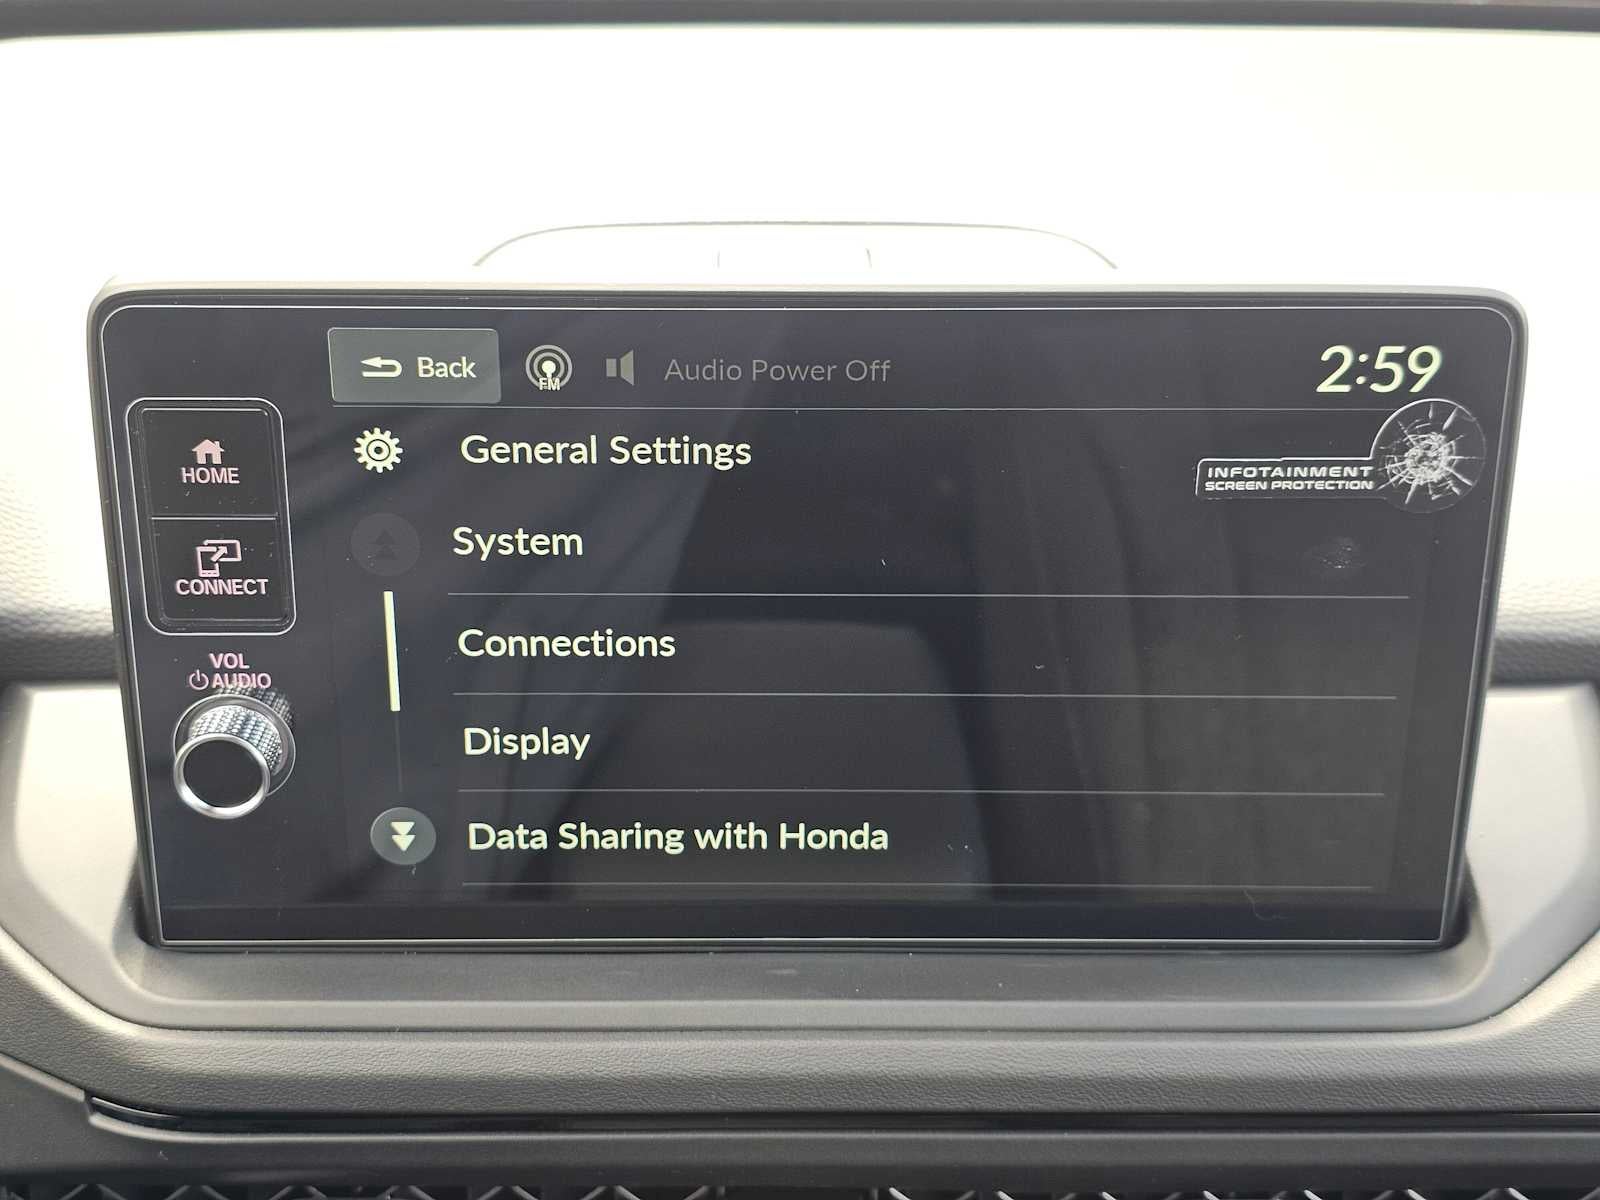 Back
FM
Audio Power Off
2:59
HOME
CONNECT
VOL
AUDIO
General Settings
INFOTAINMENT
SCREEN PROTECTION
System
Connections
Display
Data Sharing with Honda